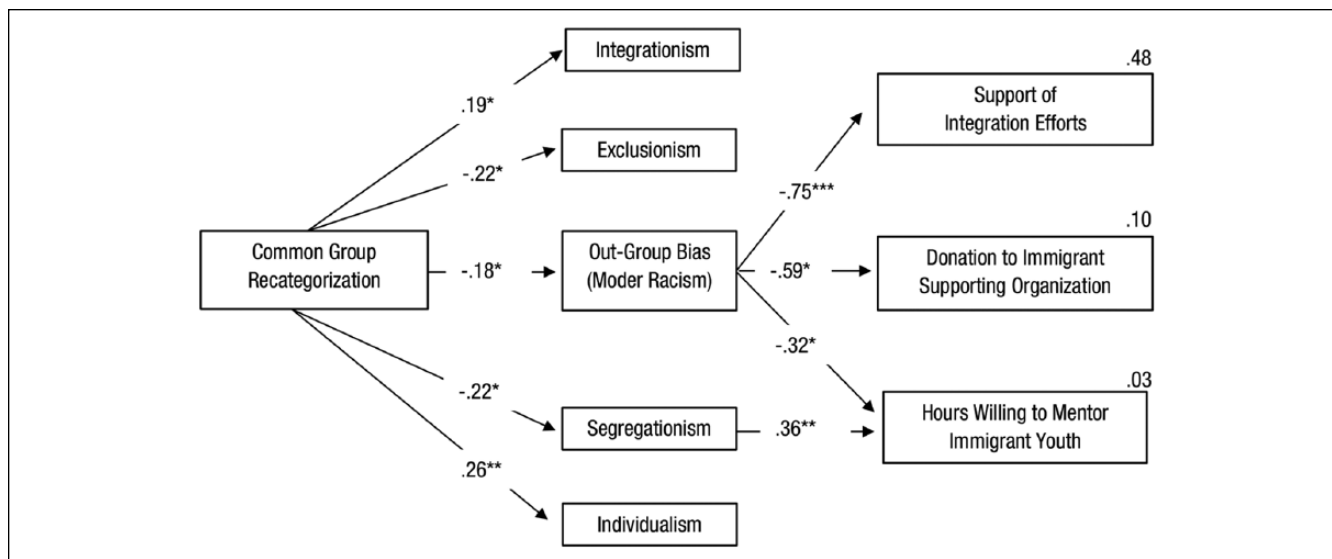 .48
Integrationism
Support of
Integration Efforts
.19*
Exclusionism
-.22*
-.75***
.10
Common Group
Recategorization
-.18*
Out-Group Bias
(Moder Racism)
-.59*
Donation to Immigrant
Supporting Organization
-.32*
.03
-.22*
Segregationism
.36**
Hours Willing to Mentor
Immigrant Youth
.26**
Individualism